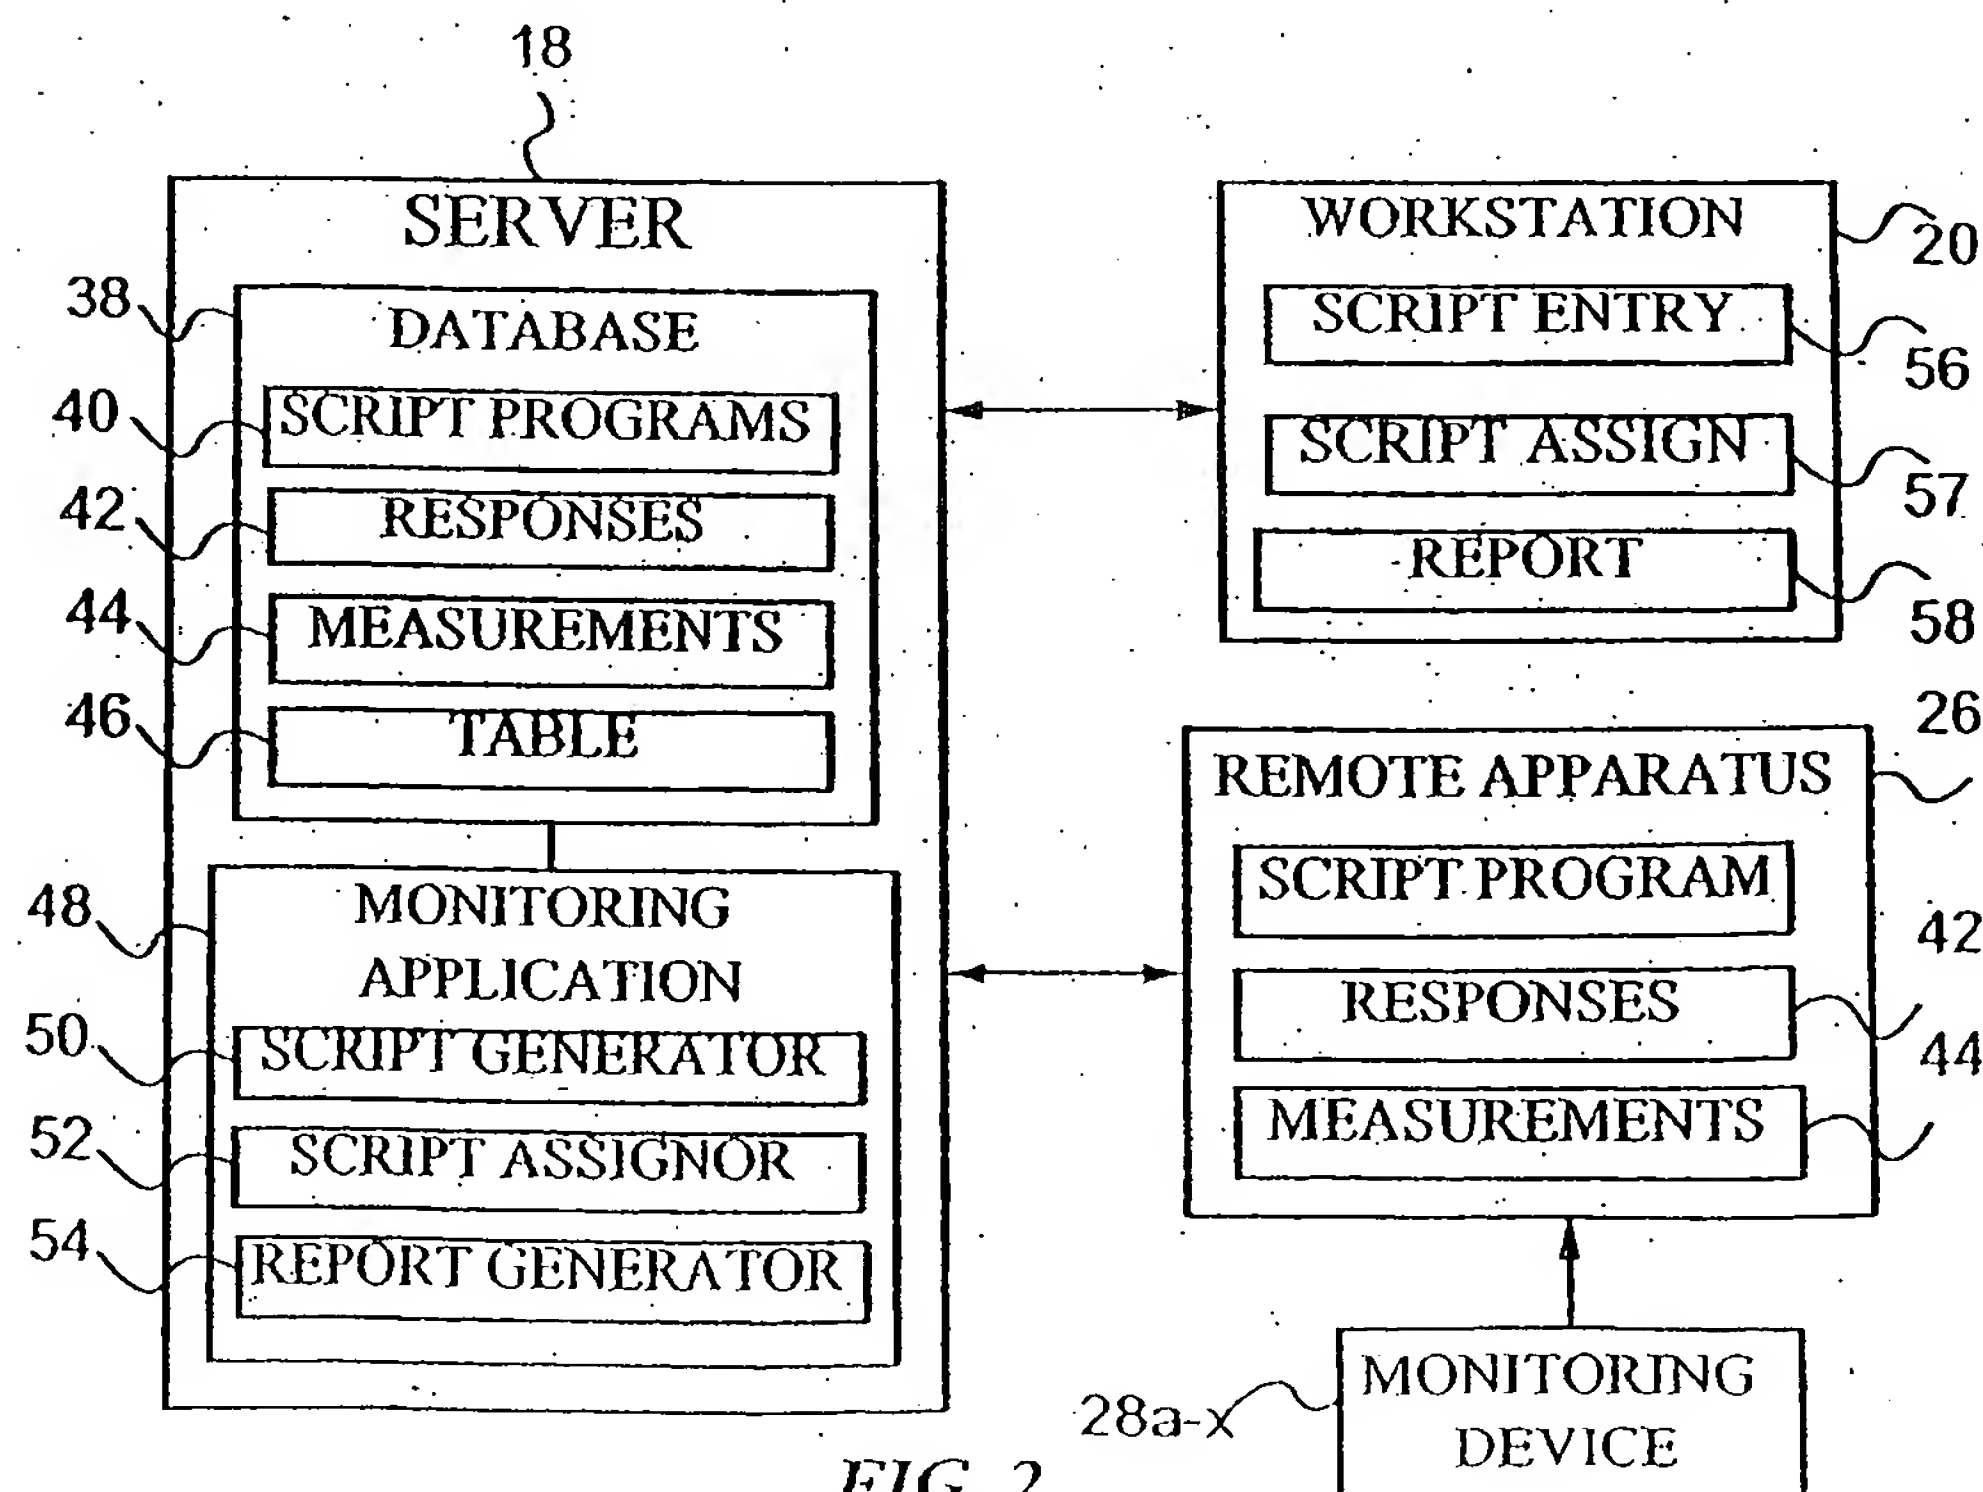 18
SERVER
38
DATABASE
40
SCRIPT PROGRAMS
42
RESPONSES
44
MEASUREMENTS
46
TABLE
48
MONITORING
APPLICATION
50
SCRIPT GENERATOR
52
SCRIPT ASSIGNOR
54
REPORT GENERATOR
WORKSTATION
20
SCRIPT ENTRY
56
SCRIPT ASSIGN
57
REPORT
58
26
REMOTE APPARATUS
SCRIPT PROGRAM
42
RESPONSES
44
MEASUREMENTS
28a-x
MONITORING
DEVICE
FIG. 2